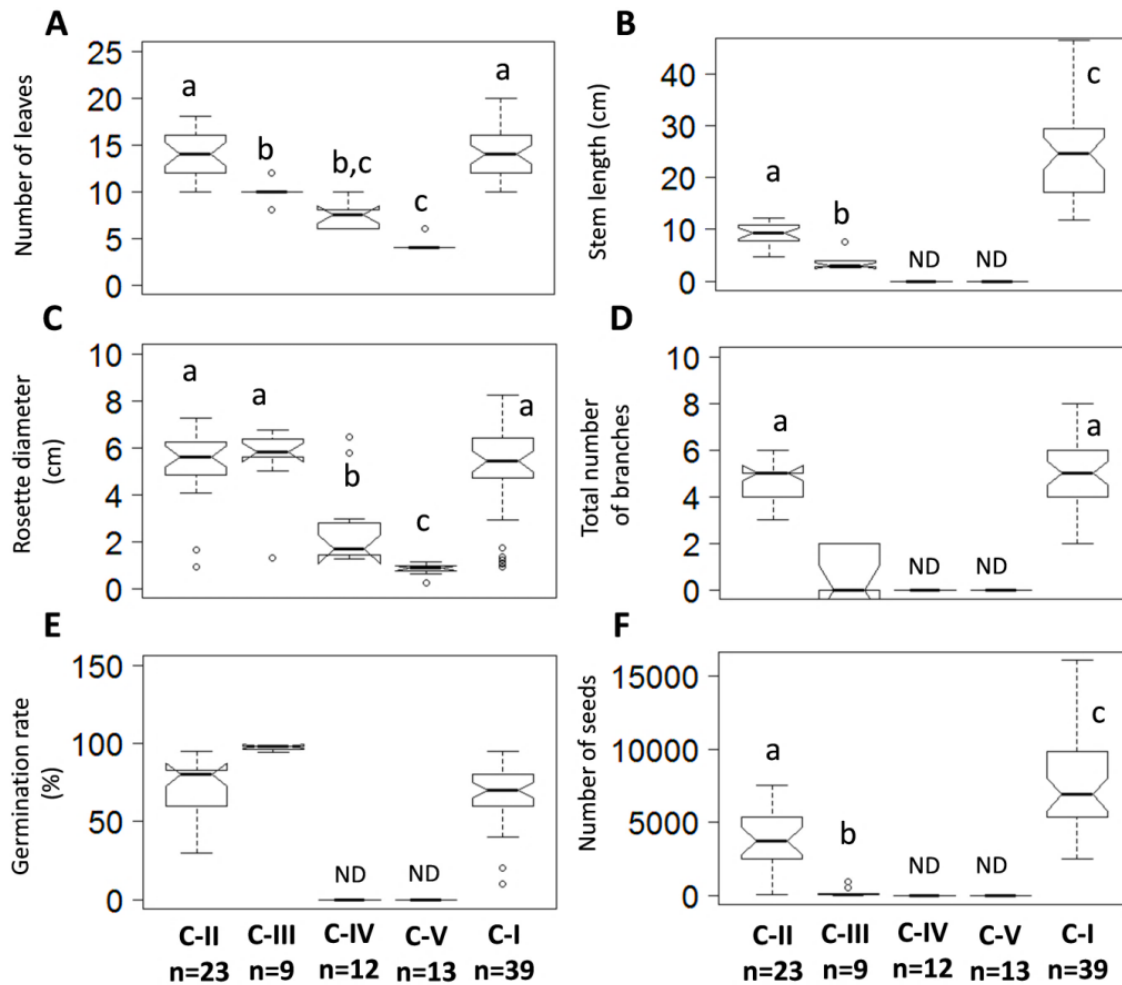 A
Number of leaves
25
20
15
10
5
0
a
b
b,c
c
a
B
Stem length (cm)
40
30
20
10
0
a
b
ND
ND
c
C
Rosette diameter
(cm)
10
8
6
4
2
0
a
a
b
c
a
D
Total number
of branches
10
8
6
4
2
0
a
ND
ND
a
E
Germination rate
(%)
150
100
50
0
ND
ND
C-II C-III C-IV C-V C-I
n=23 n=9 n=12 n=13 n=39
F
Number of seeds
15000
10000
5000
0
a
b
ND
ND
c
C-II C-III C-IV C-V C-I
n=23 n=9 n=12 n=13 n=39